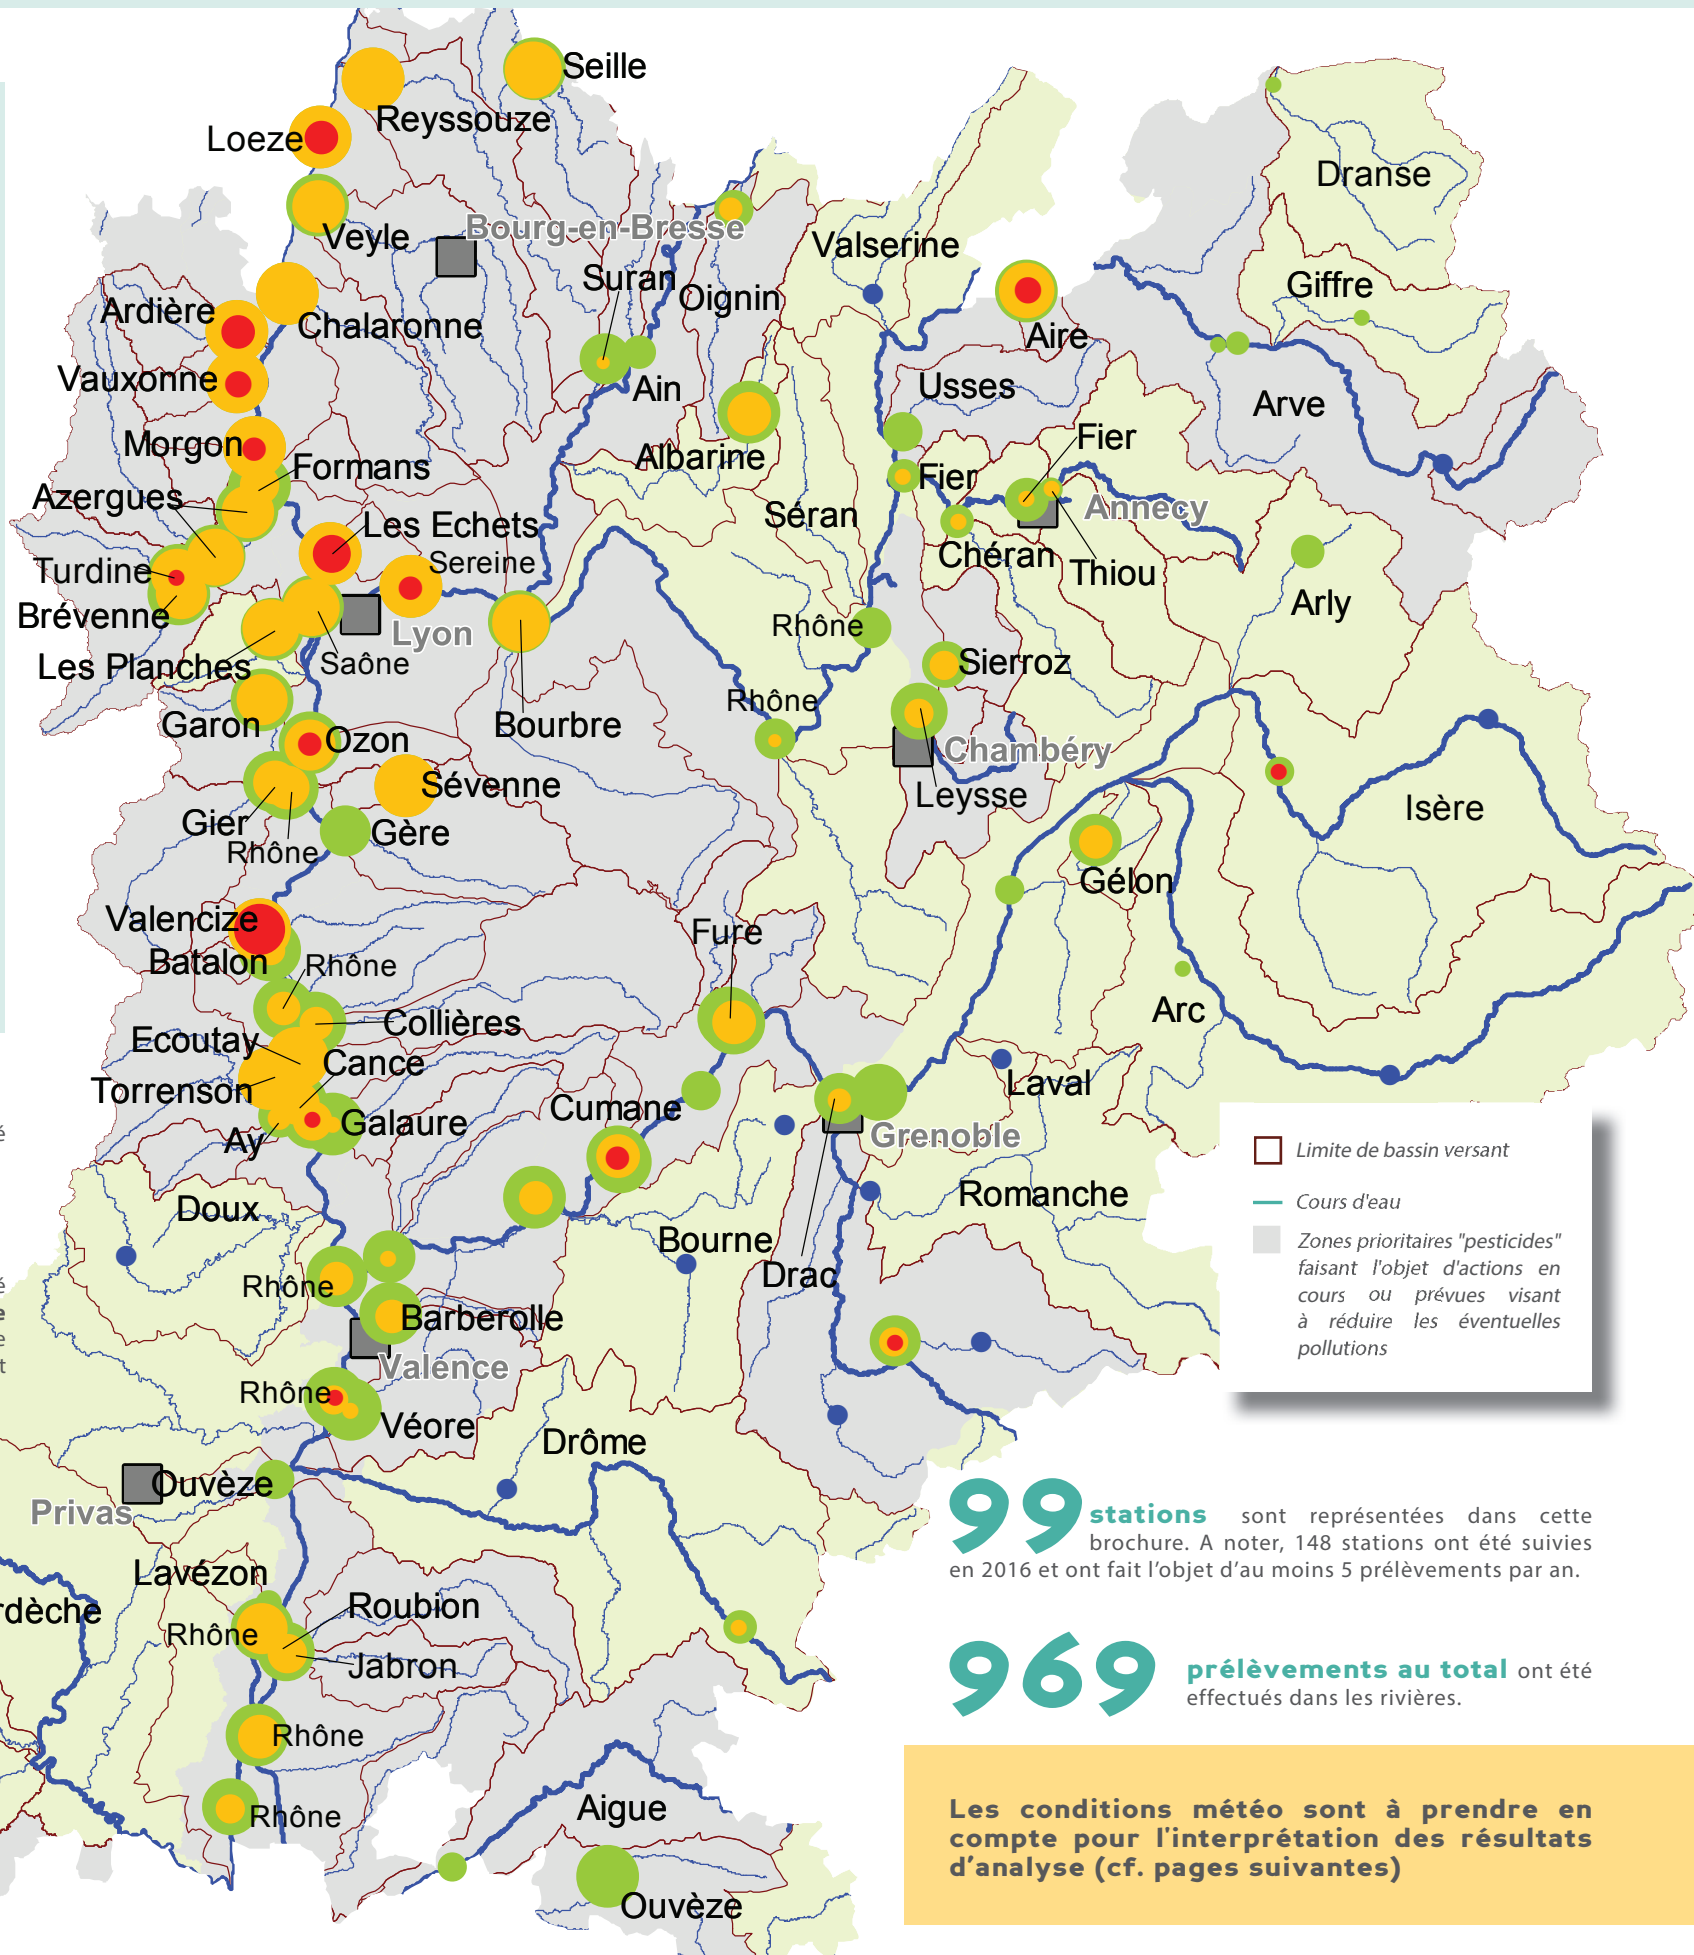 Seille
Reyssouze
Loeze
Dranse
Veyle
Bourg-en-Bresse
Valserine
Suran
Oignin
Giffre
Ardière
Chalaronne
Aire
Vauxonne
Ain
Usses
Arve
Morgon
Formans
Albarine
Fier
Fier
Azergues
Séran
Annecy
Les Echets
Chéran
Sereine
Turdine
Thiou
Brévenne
Arly
Lyon
Rhône
Les Planches
Saône
Sierroz
Rhône
Garon
Bourbre
Ozon
Chambéry
Sévenne
Leysse
Isère
Gier
Gère
Rhône
Gélon
Valencize
Fure
Batalon
Rhône
Arc
Collières
Ecoutay
Cance
Laval
Torrenson
Cumane
Galaure
Ay
Grenoble
Doux
Romanche
Bourne
Drac
Rhône
Barberolle
Valence
Rhône
Véore
Drôme
Ouvèze
Privas
Lavézon
rdèche
Roubion
Rhône
Jabron
Rhône
Rhône
Aigue
Ouvèze
é
é
e
e
t
Limite de bassin versant
Cours d'eau
Zones prioritaires "pesticides"
faisant l'objet d'actions en
cours ou prévues visant
à réduire les éventuelles
pollutions
99 stations sont représentées dans cette
brochure. A noter, 148 stations ont été suivies
en 2016 et ont fait l'objet d'au moins 5 prélèvements par an.
969 prélèvements au total ont été
effectués dans les rivières.
Les conditions météo sont à prendre en
compte pour l'interprétation des résultats
d'analyse (cf. pages suivantes)